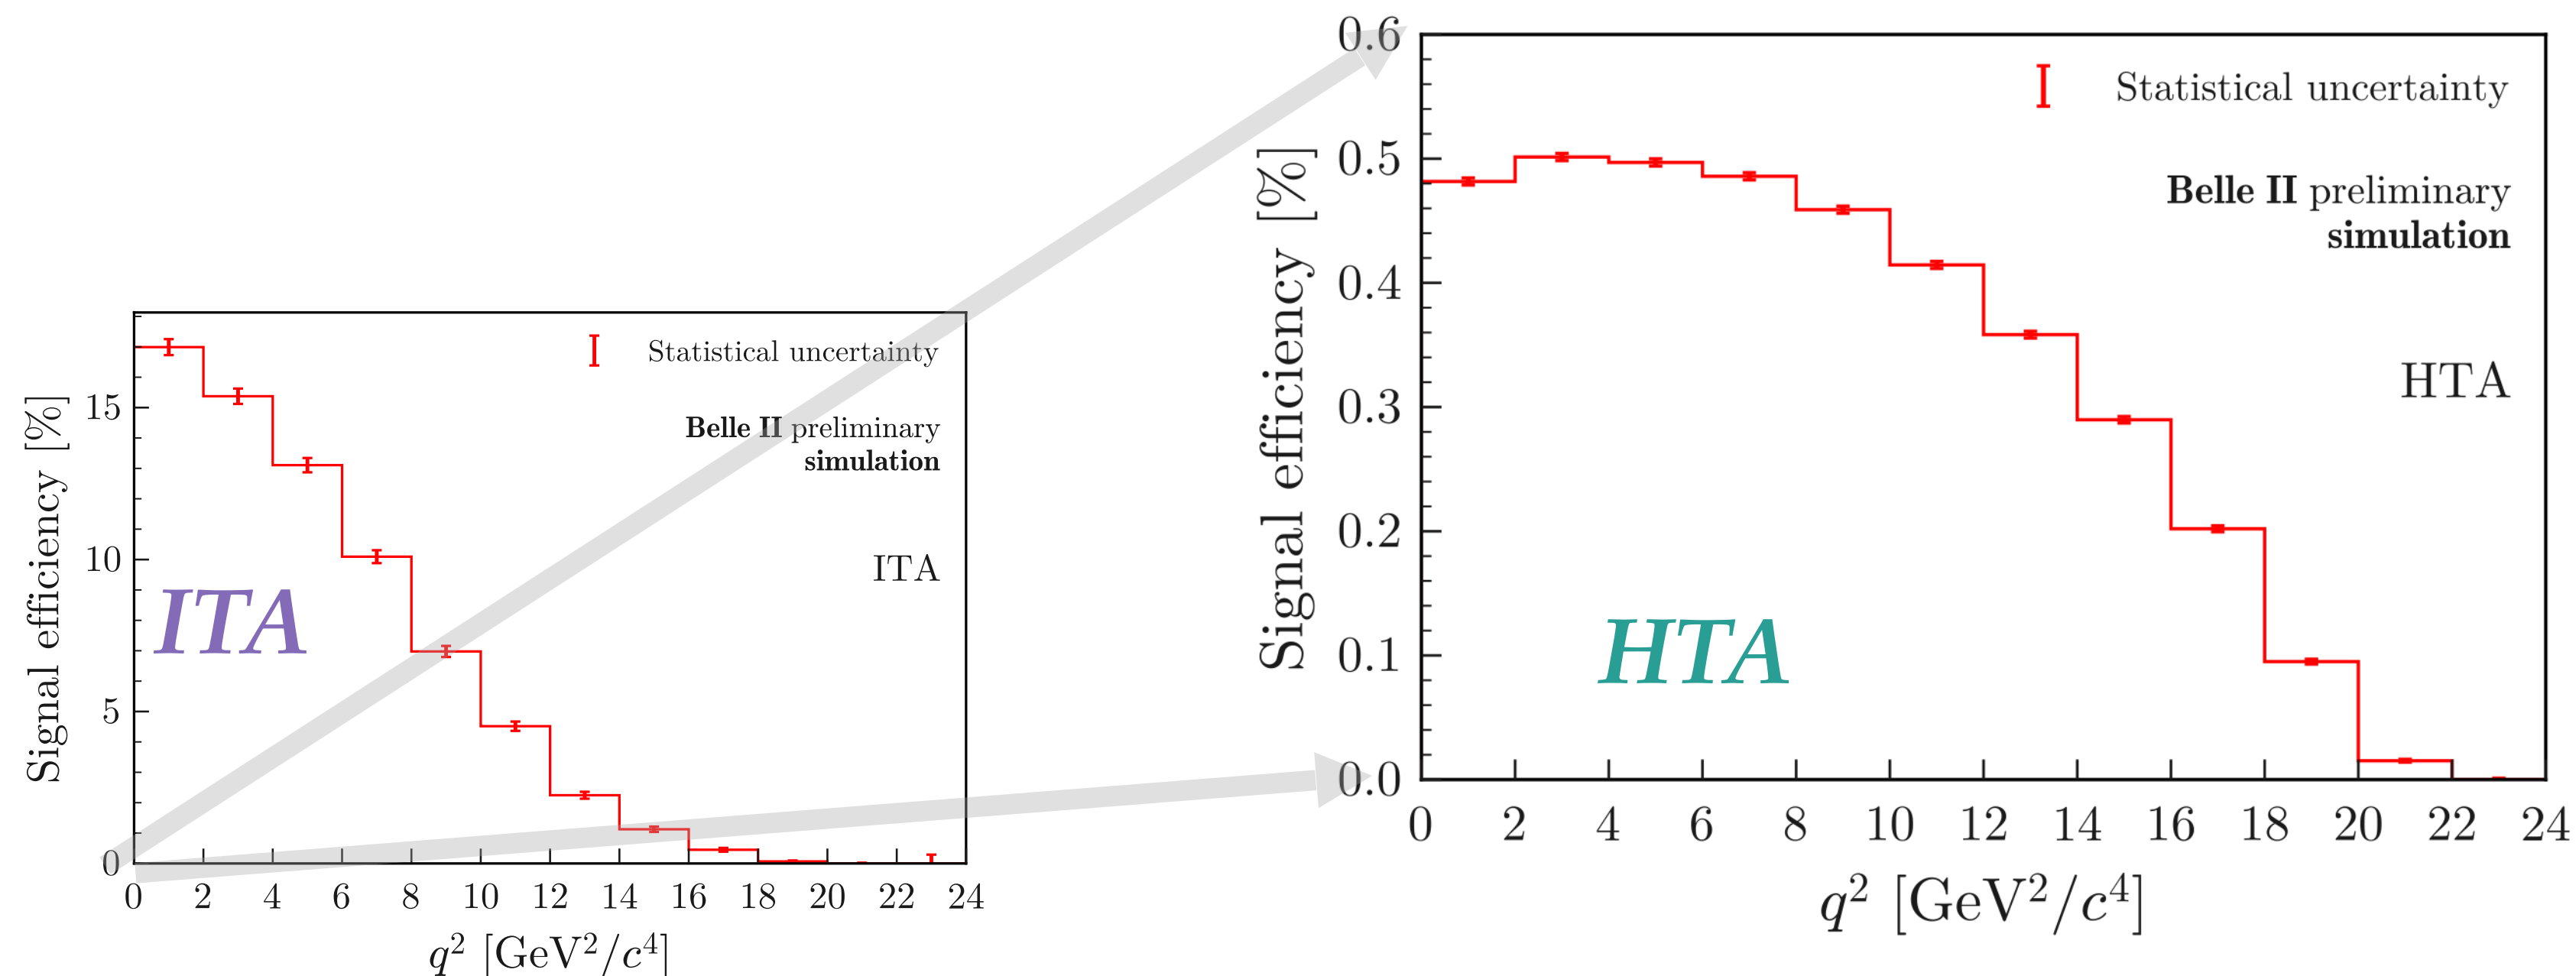 Signal efficiency [%]
15
10
5
0
Statistical uncertainty
Belle II preliminary
simulation
ITA
ITA
0 2 4 6 8 10 12 14 16 18 20 22 24
q² [GeV²/c⁴]
Signal efficiency [%]
0.6
0.5
0.4
0.3
0.2
0.1
0.0
Statistical uncertainty
Belle II preliminary
simulation
HTA
HTA
0 2 4 6 8 10 12 14 16 18 20 22 24
q² [GeV²/c⁴]